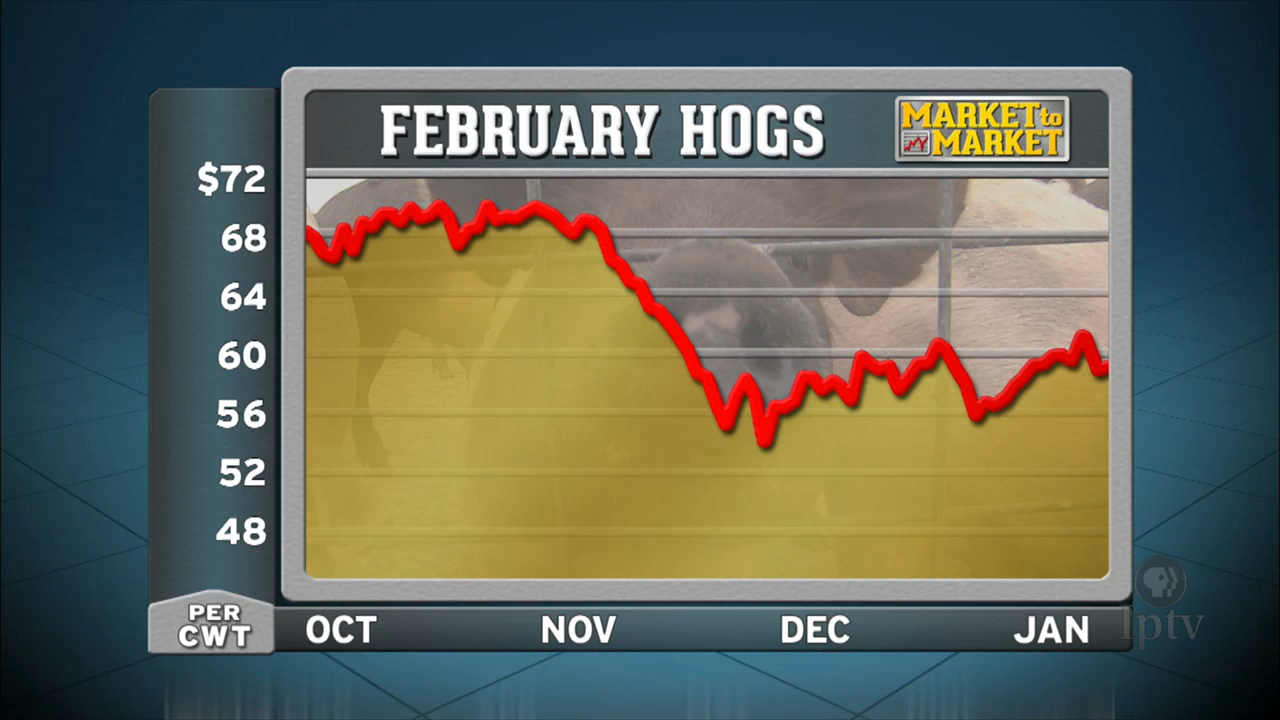 FEBRUARY HOGS
MARKET to
MARKET
$72
68
64
60
56
52
48
PER
CWT
OCT NOV DEC JAN
iptv